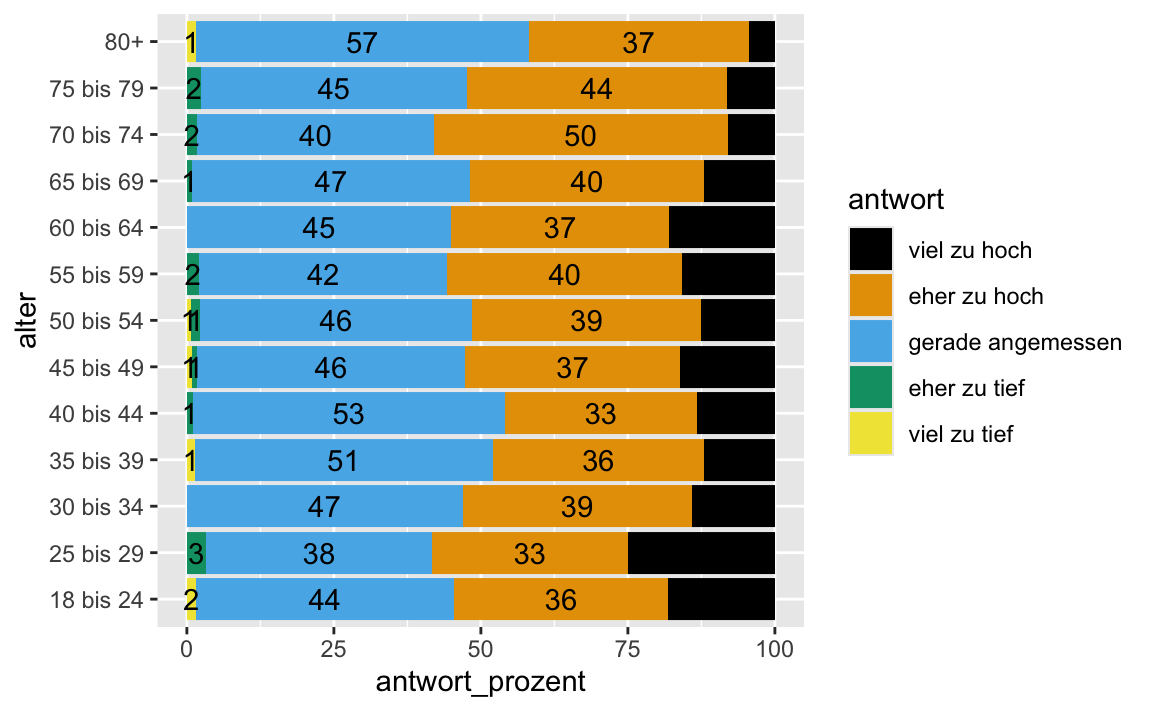 80+ 1 57 37
75 bis 79 2 45 44
70 bis 74 2 40 50
65 bis 69 1 47 40
60 bis 64 45 37
55 bis 59 2 42 40
50 bis 54 1 1 46 39
45 bis 49 1 1 46 37
40 bis 44 1 53 33
35 bis 39 1 51 36
30 bis 34 47 39
25 bis 29 3 38 33
18 bis 24 2 44 36
0 25 50 75 100
antwort_prozent
alter
antwort
viel zu hoch
eher zu hoch
gerade angemessen
eher zu tief
viel zu tief